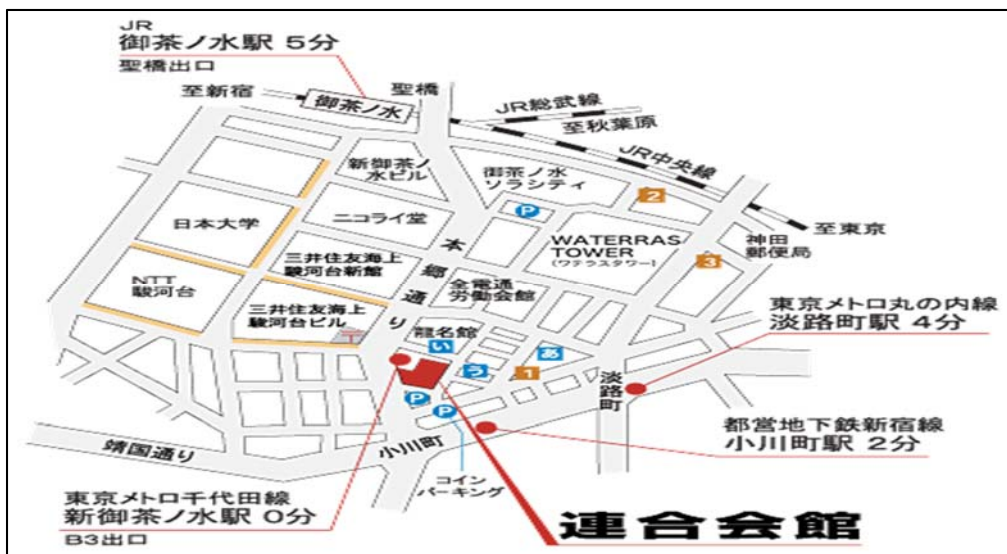 JR
御茶ノ水駅 5分
聖橋出口
至新宿
御茶ノ水
聖橋
JR総武線
至秋葉原
JR中央線
至東京
新御茶ノ
水ビル
御茶ノ水
ソラシティ
2
P
日本大学
ニコライ堂
WATERRAS
TOWER
(ワテラスタワー)
神田
郵便局
3
三井住友海上
駿河台新館
本郷通り
全電通
労働会館
NTT
駿河台
三井住友海上
駿河台ビル
〒
龍名館
い
う
あ
1
東京メトロ丸の内線
淡路町駅 4分
淡路町
P
P
都営地下鉄新宿線
小川町駅 2分
靖国通り
小川町
コイン
パーキング
東京メトロ千代田線
新御茶ノ水駅 0分
B3出口
連合会館